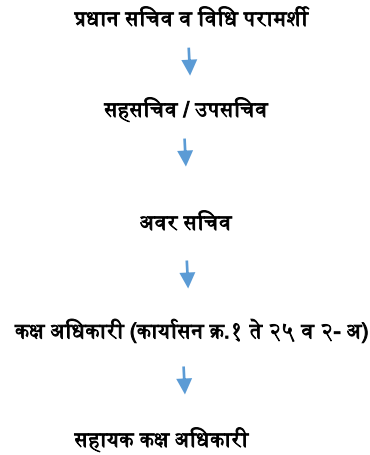 प्रधान सचिव व विधि परामर्शी
सहसचिव / उपसचिव
अवर सचिव
कक्ष अधिकारी (कार्यासन क्र.१ ते २५ व २- अ)
सहायक कक्ष अधिकारी